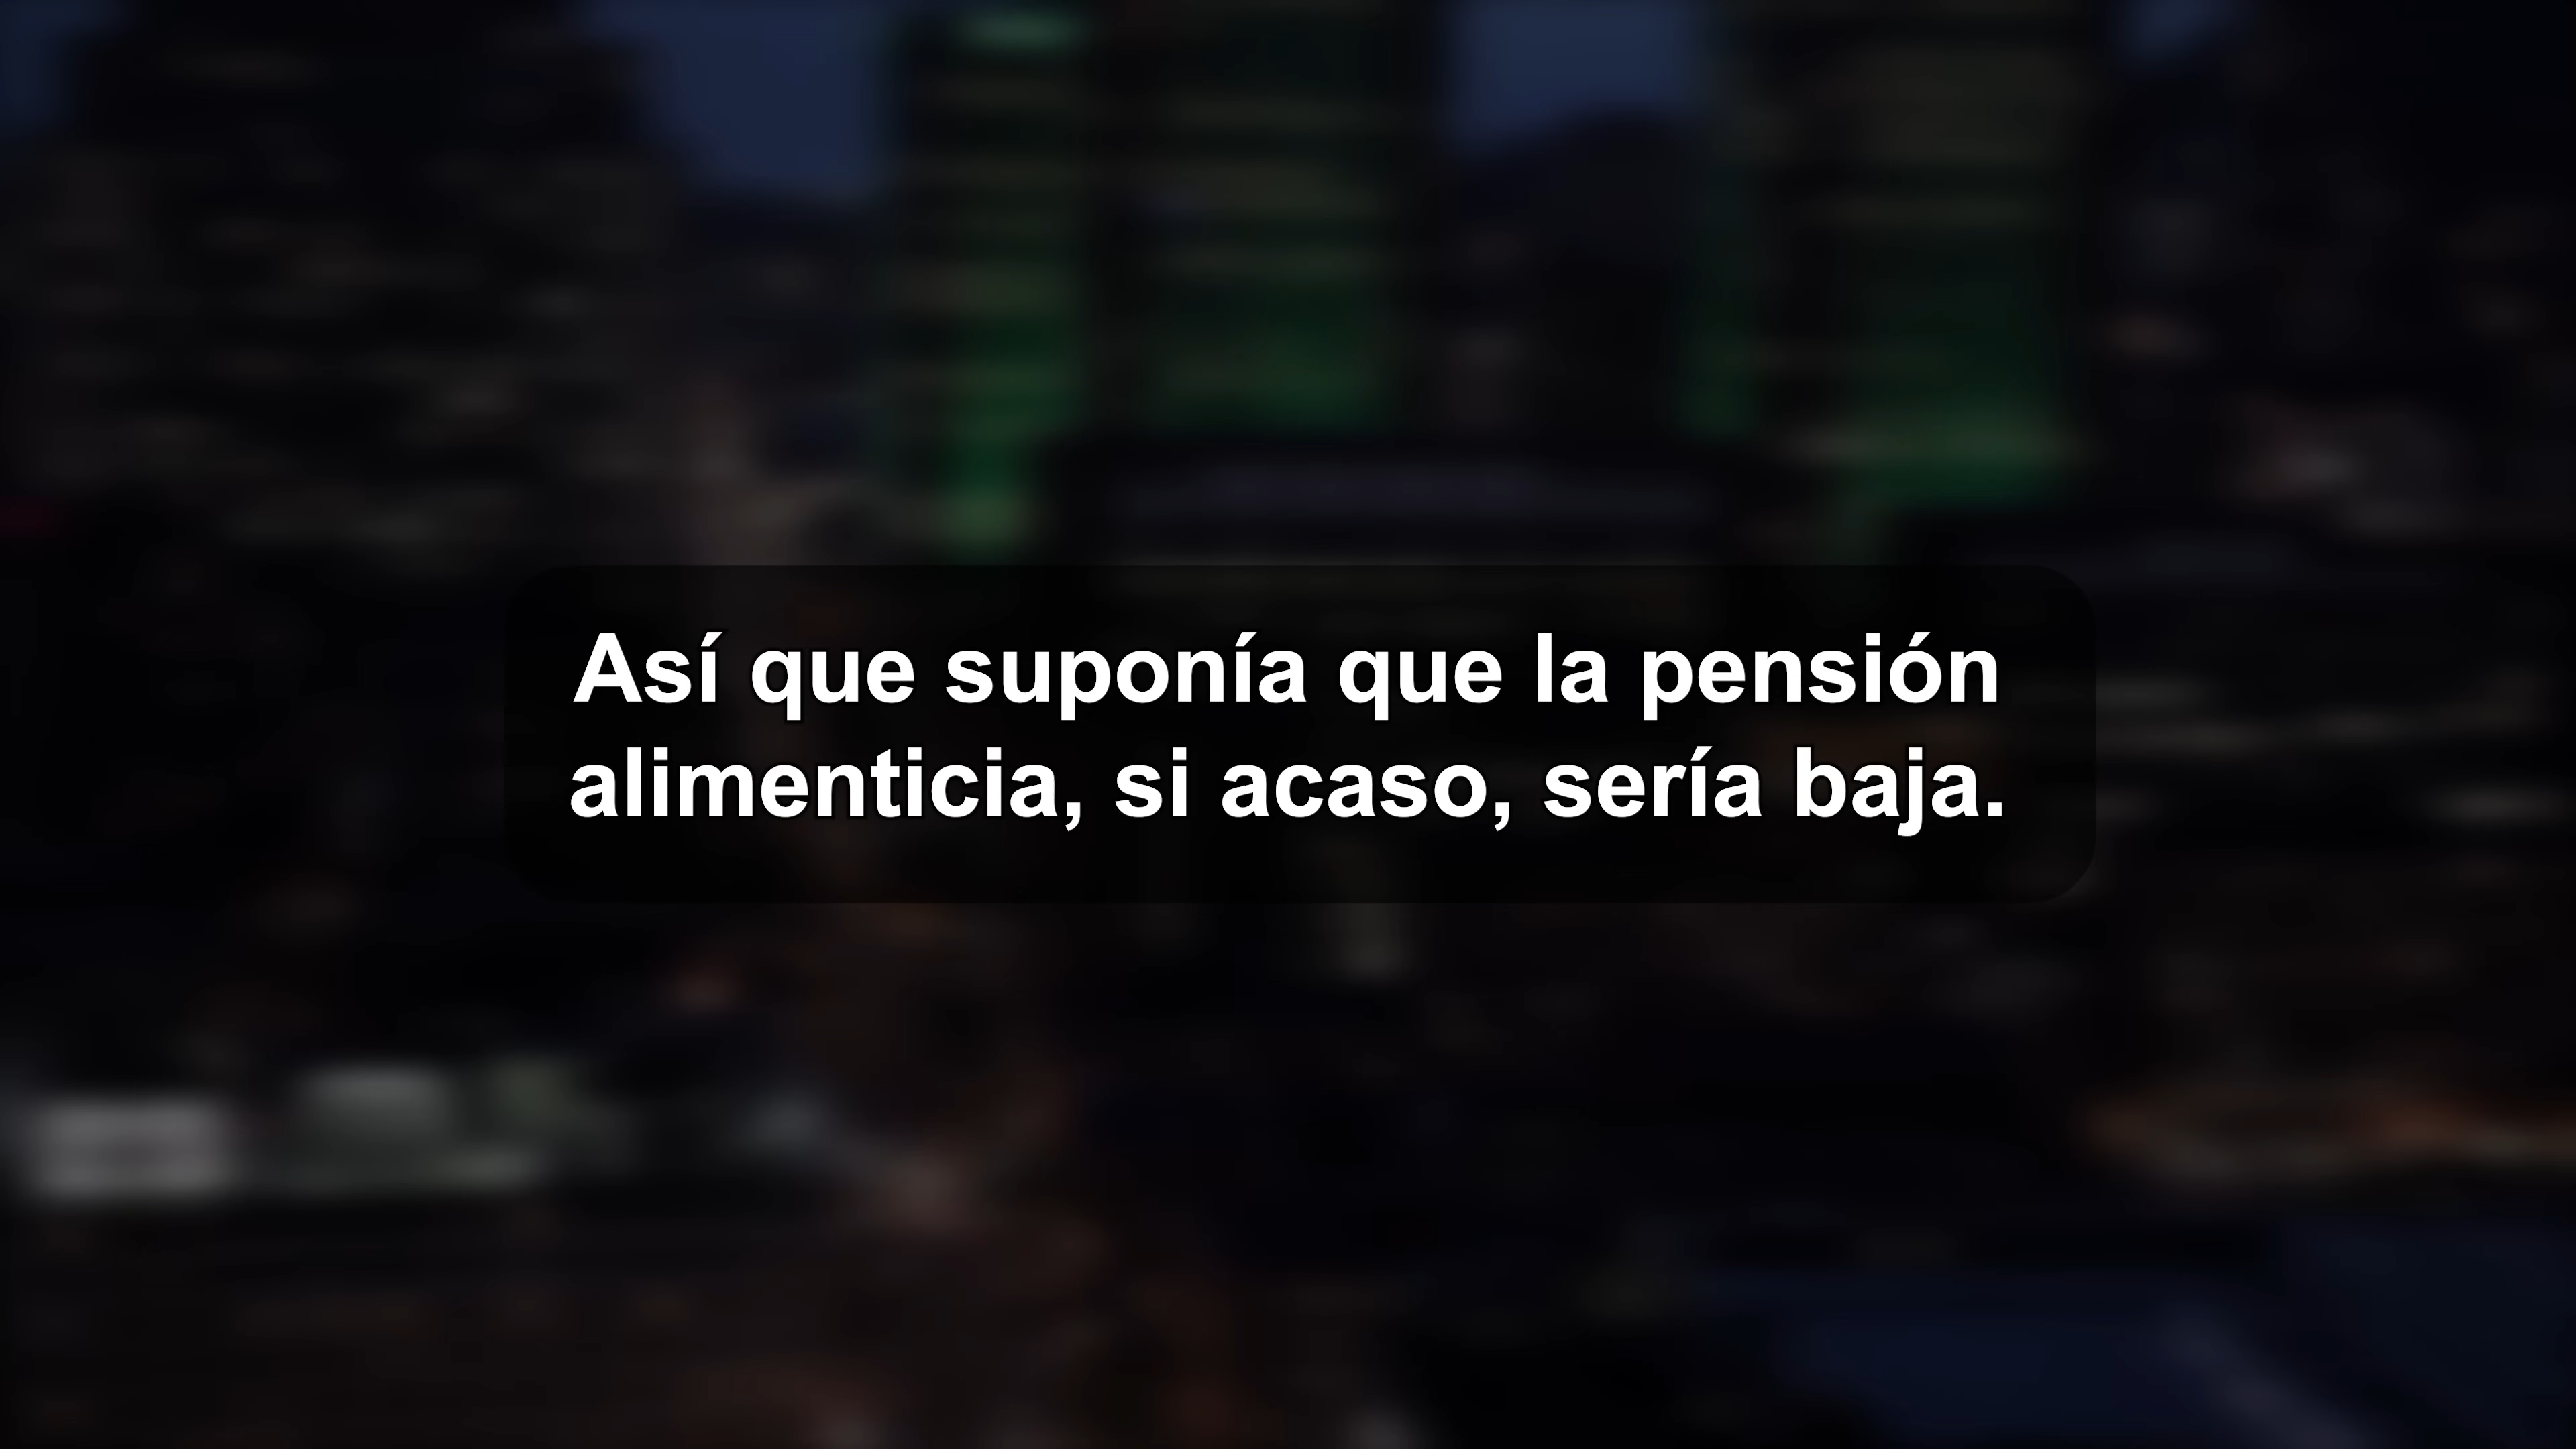 Así que suponía que la pensión
alimenticia, si acaso, sería baja.